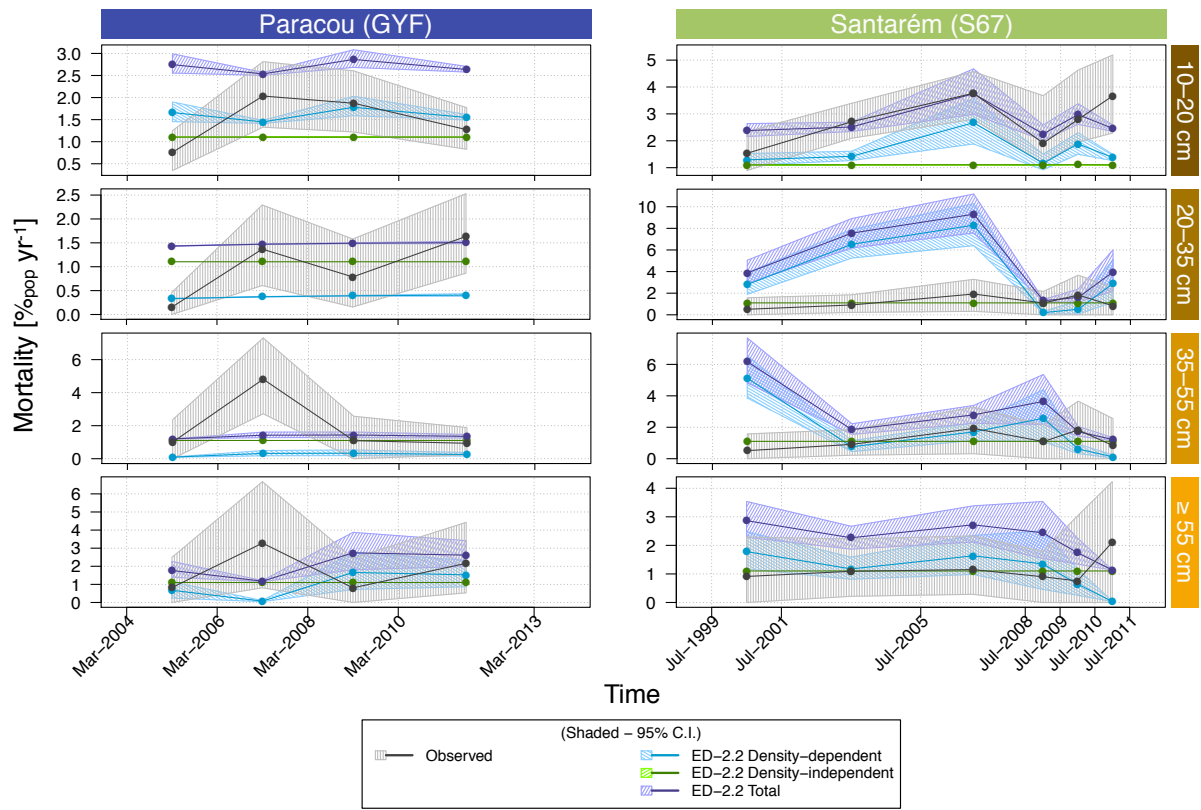 Paracou (GYF)
Santarém (S67)
Mortality [%pop yr-1]
3.0
2.5
2.0
1.5
1.0
0.5
5
4
3
2
1
10–20 cm
2.5
2.0
1.5
1.0
0.5
0.0
10
8
6
4
2
0
20–35 cm
6
4
2
0
6
4
2
0
35–55 cm
6
5
4
3
2
1
0
4
3
2
1
0
≥ 55 cm
Mar–2004
Mar–2006
Mar–2008
Mar–2010
Mar–2013
Jul–1999
Jul–2001
Jul–2005
Jul–2008
Jul–2009
Jul–2010
Jul–2011
Time
(Shaded – 95% C.I.)
Observed
ED–2.2 Density–dependent
ED–2.2 Density–independent
ED–2.2 Total